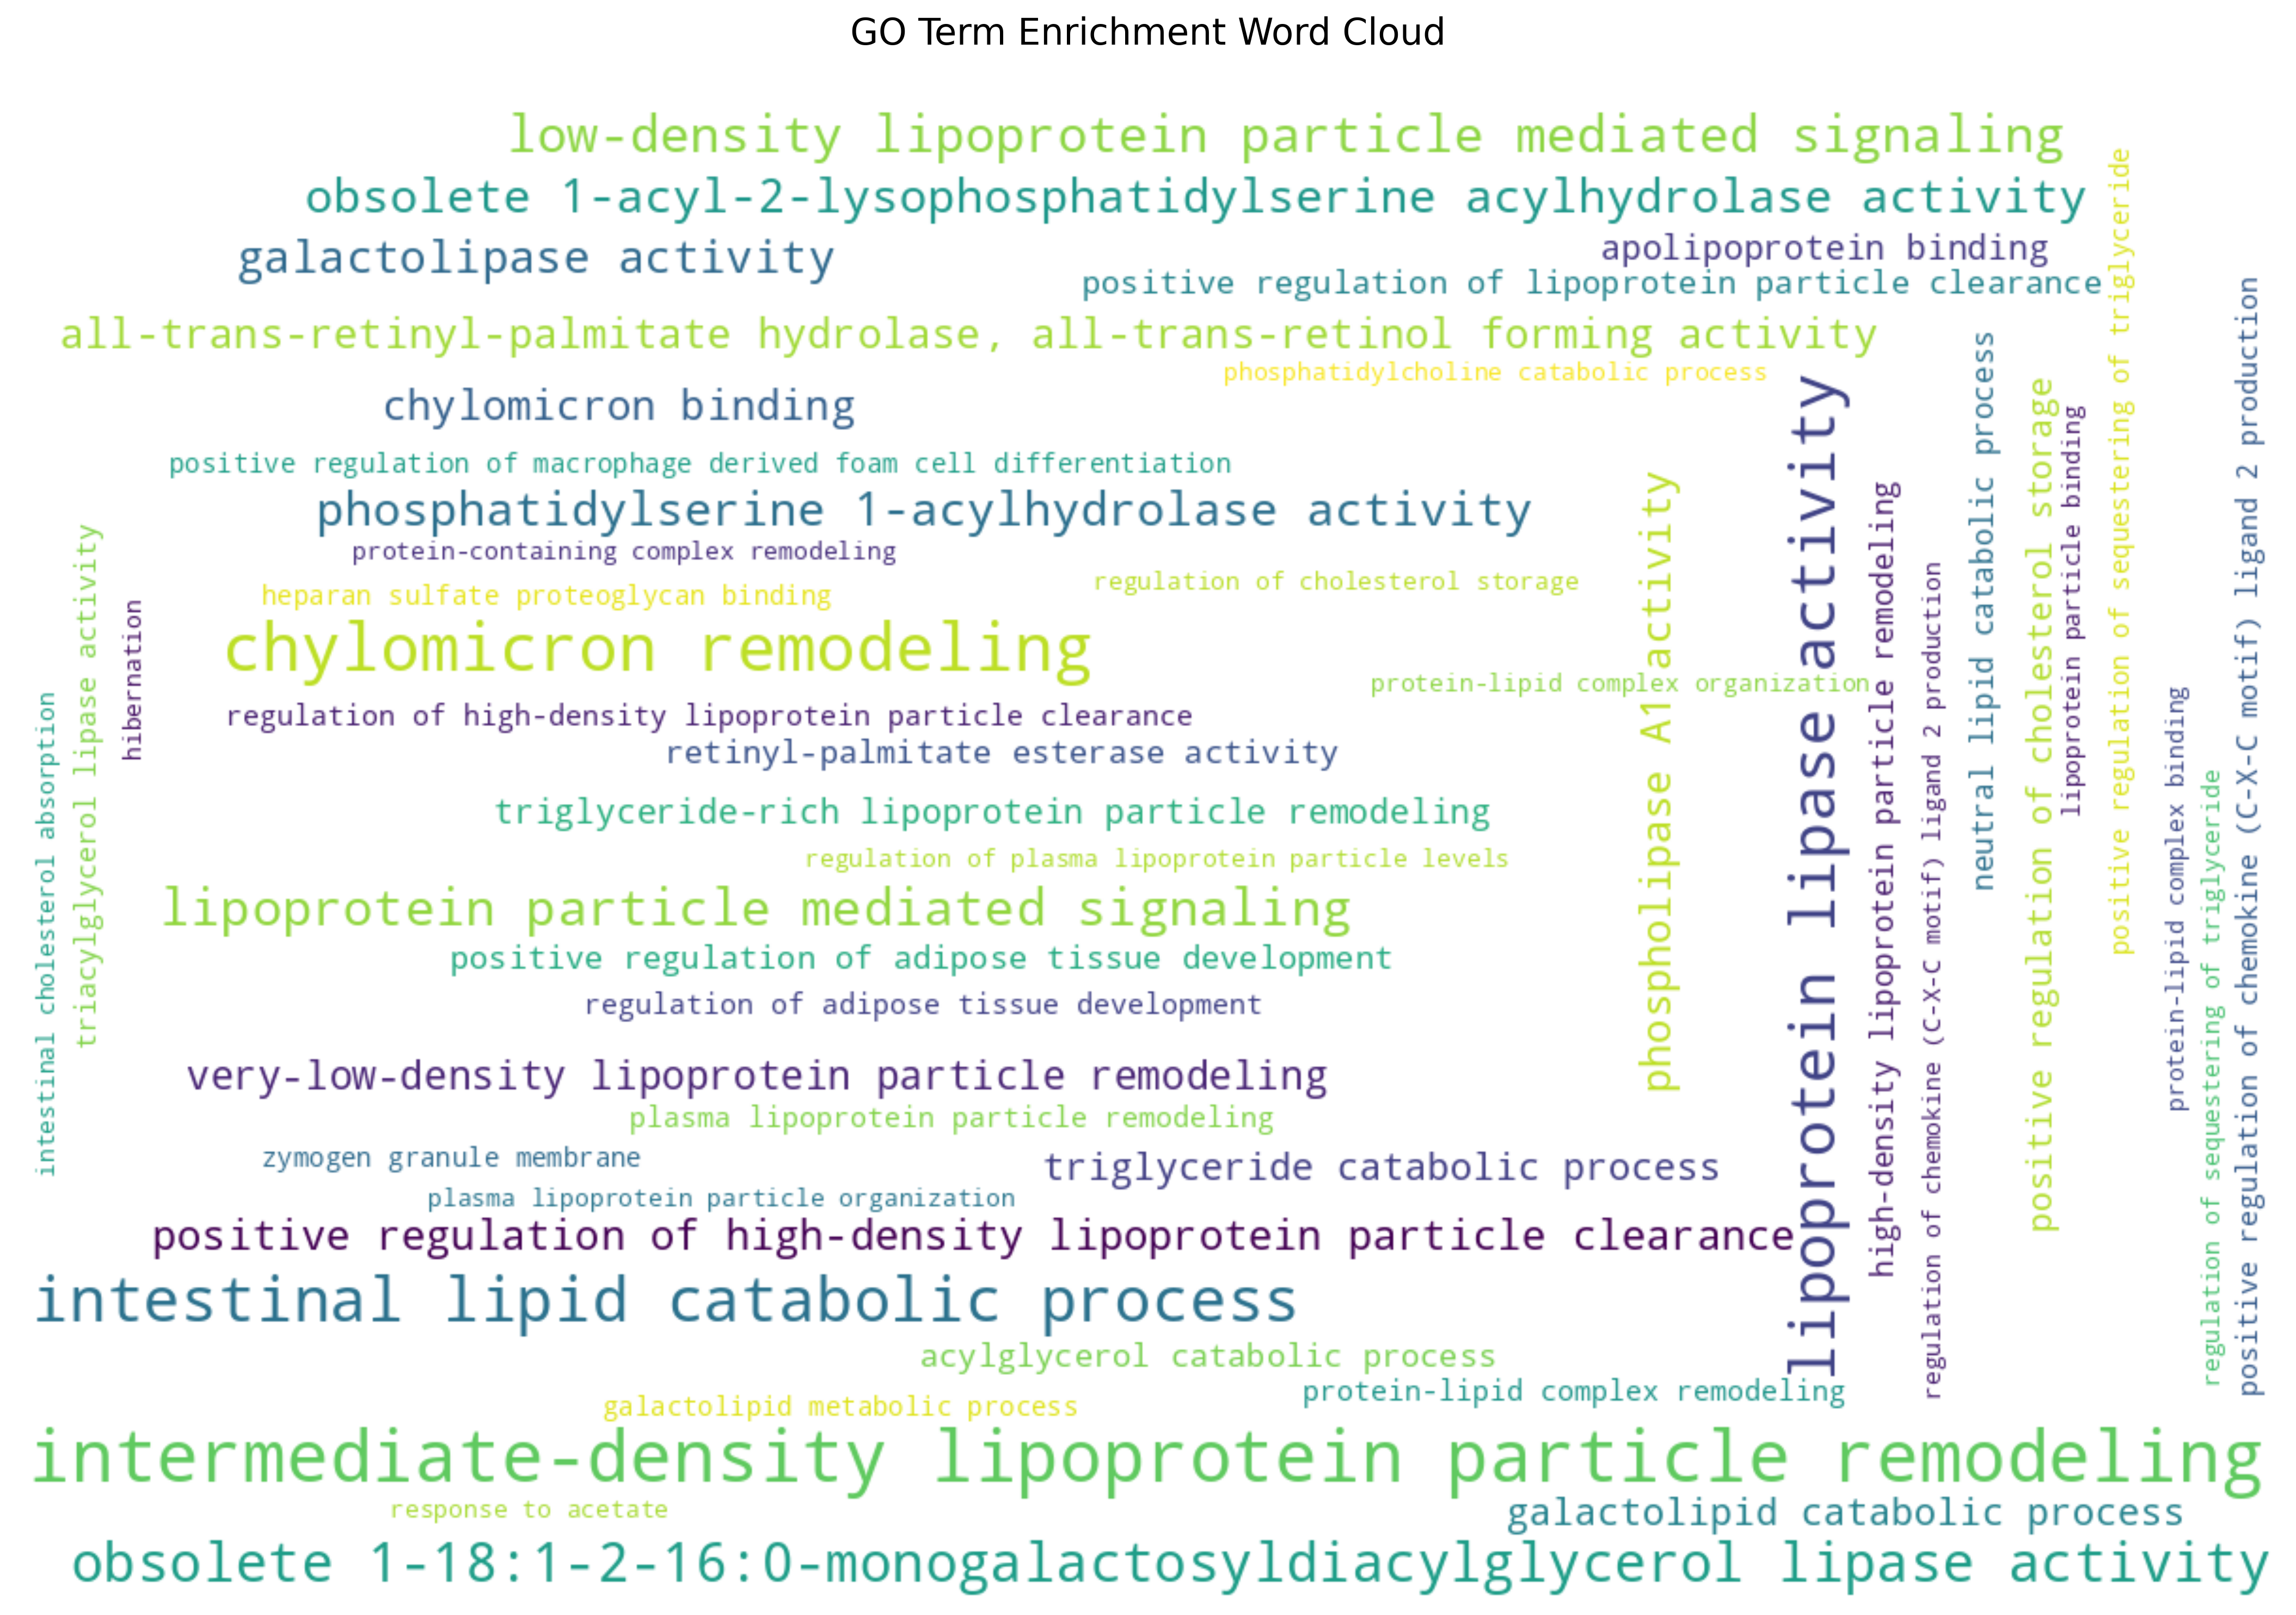 GO Term Enrichment Word Cloud
low-density lipoprotein particle mediated signaling
obsolete 1-acyl-2-lysophosphatidylserine acylhydrolase activity
galactolipase activity
apolipoprotein binding
positive regulation of lipoprotein particle clearance
all-trans-retinyl-palmitate hydrolase, all-trans-retinol forming activity
phosphatidylcholine catabolic process
chylomicron binding
positive regulation of macrophage derived foam cell differentiation
phosphatidylserine 1-acylhydrolase activity
protein-containing complex remodeling
regulation of cholesterol storage
heparan sulfate proteoglycan binding
chylomicron remodeling
protein-lipid complex organization
regulation of high-density lipoprotein particle clearance
retinyl-palmitate esterase activity
triglyceride-rich lipoprotein particle remodeling
regulation of plasma lipoprotein particle levels
lipoprotein particle mediated signaling
positive regulation of adipose tissue development
regulation of adipose tissue development
very-low-density lipoprotein particle remodeling
plasma lipoprotein particle remodeling
zymogen granule membrane
triglyceride catabolic process
plasma lipoprotein particle organization
positive regulation of high-density lipoprotein particle clearance
intestinal lipid catabolic process
acylglycerol catabolic process
protein-lipid complex remodeling
galactolipid metabolic process
intermediate-density lipoprotein particle remodeling
response to acetate
galactolipid catabolic process
obsolete 1-18:1-2-16:0-monogalactosyldiacylglycerol lipase activity
intestinal cholesterol absorption
triacylglycerol lipase activity
hibernation
phospholipase A1 activity
lipoprotein lipase activity
high-density lipoprotein particle remodeling
regulation of chemokine (C-X-C motif) ligand 2 production
neutral lipid catabolic process
positive regulation of cholesterol storage
lipoprotein particle binding
positive regulation of sequestering of triglyceride
protein-lipid complex binding
regulation of sequestering of triglyceride
positive regulation of chemokine (C-X-C motif) ligand 2 production